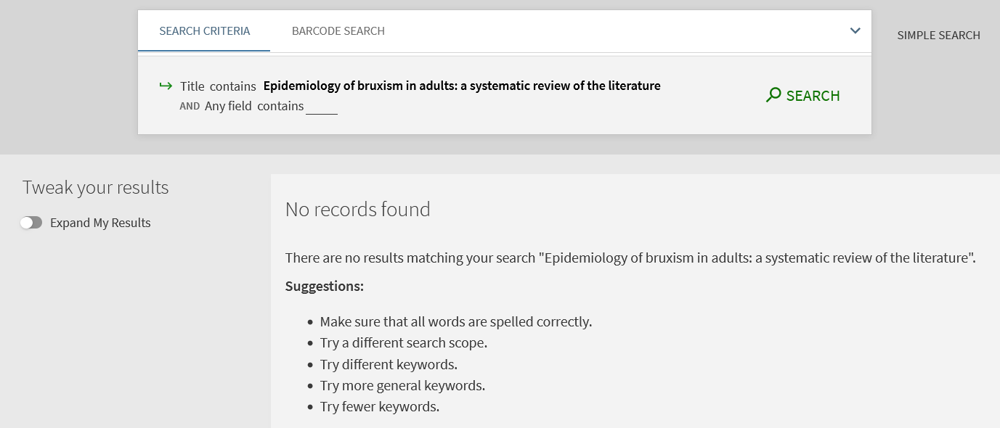 SEARCH CRITERIA BARCODE SEARCH
SIMPLE SEARCH
Title contains Epidemiology of bruxism in adults: a systematic review of the literature
AND Any field contains
SEARCH
Tweak your results
Expand My Results
No records found
There are no results matching your search "Epidemiology of bruxism in adults: a systematic review of the literature".
Suggestions:
• Make sure that all words are spelled correctly.
• Try a different search scope.
• Try different keywords.
• Try more general keywords.
• Try fewer keywords.